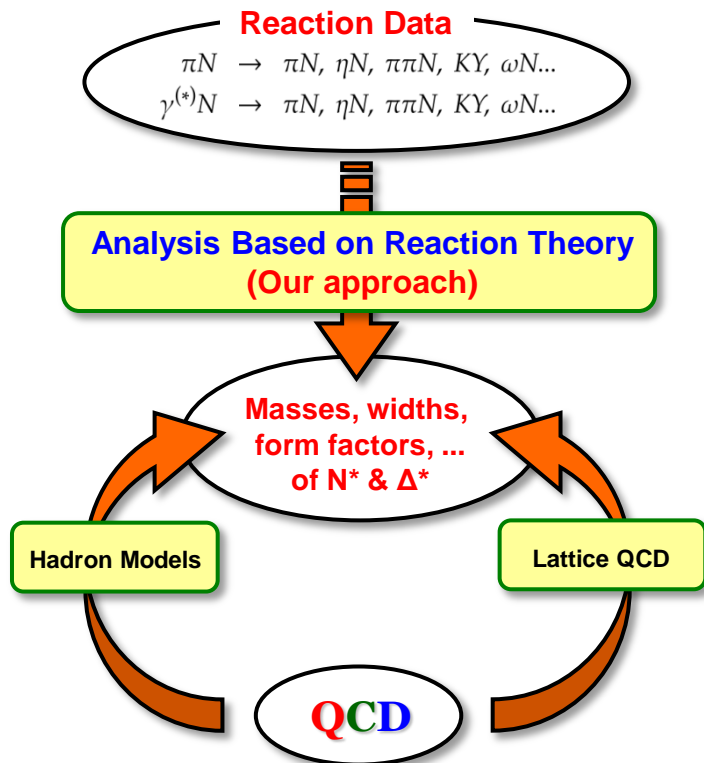 Reaction Data
πN → πN, ηN, ππN, KY, ωN...
γ(*)N → πN, ηN, ππN, KY, ωN...
Analysis Based on Reaction Theory
(Our approach)
Masses, widths,
form factors, ...
of N* & Δ*
Hadron Models
Lattice QCD
QCD